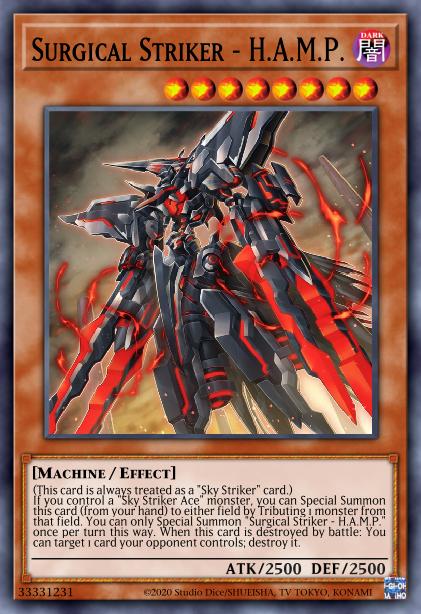 SURGICAL STRIKER - H.A.M.P.
DARK
闇
[MACHINE / EFFECT]
(This card is always treated as a "Sky Striker" card.)
If you control a "Sky Striker Ace" monster, you can Special Summon
this card (from your hand) to either field by Tributing 1 monster from
that field. You can only Special Summon "Surgical Striker - H.A.M.P."
once per turn this way. When this card is destroyed by battle: You
can target 1 card your opponent controls; destroy it.
ATK/2500 DEF/2500
33331231
©2020 Studio Dice/SHUEISHA, TV TOKYO, KONAMI